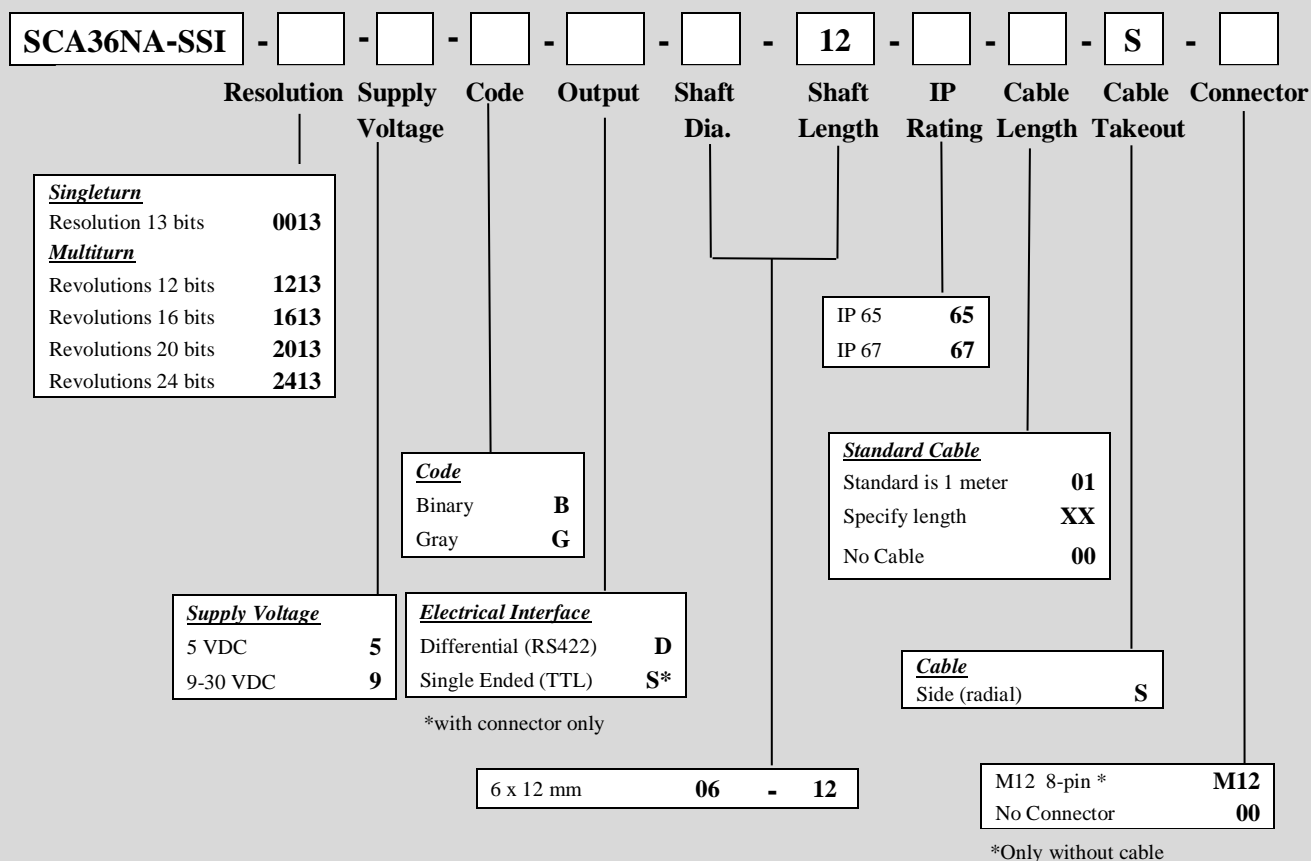 SCA36NA-SSI - - - - - 12 - - - S -
Resolution Supply Code Output Shaft Shaft IP Cable Cable Connector
Voltage Dia. Length Rating Length Takeout
Singleturn
Resolution 13 bits 0013
Multiturn
Revolutions 12 bits 1213
Revolutions 16 bits 1613
Revolutions 20 bits 2013
Revolutions 24 bits 2413
IP 65 65
IP 67 67
Standard Cable
Standard is 1 meter 01
Specify length XX
No Cable 00
Code
Binary B
Gray G
Supply Voltage
5 VDC 5
9-30 VDC 9
Electrical Interface
Differential (RS422) D
Single Ended (TTL) S*
*with connector only
Cable
Side (radial) S
6 x 12 mm 06 - 12
M12 8-pin * M12
No Connector 00
*Only without cable